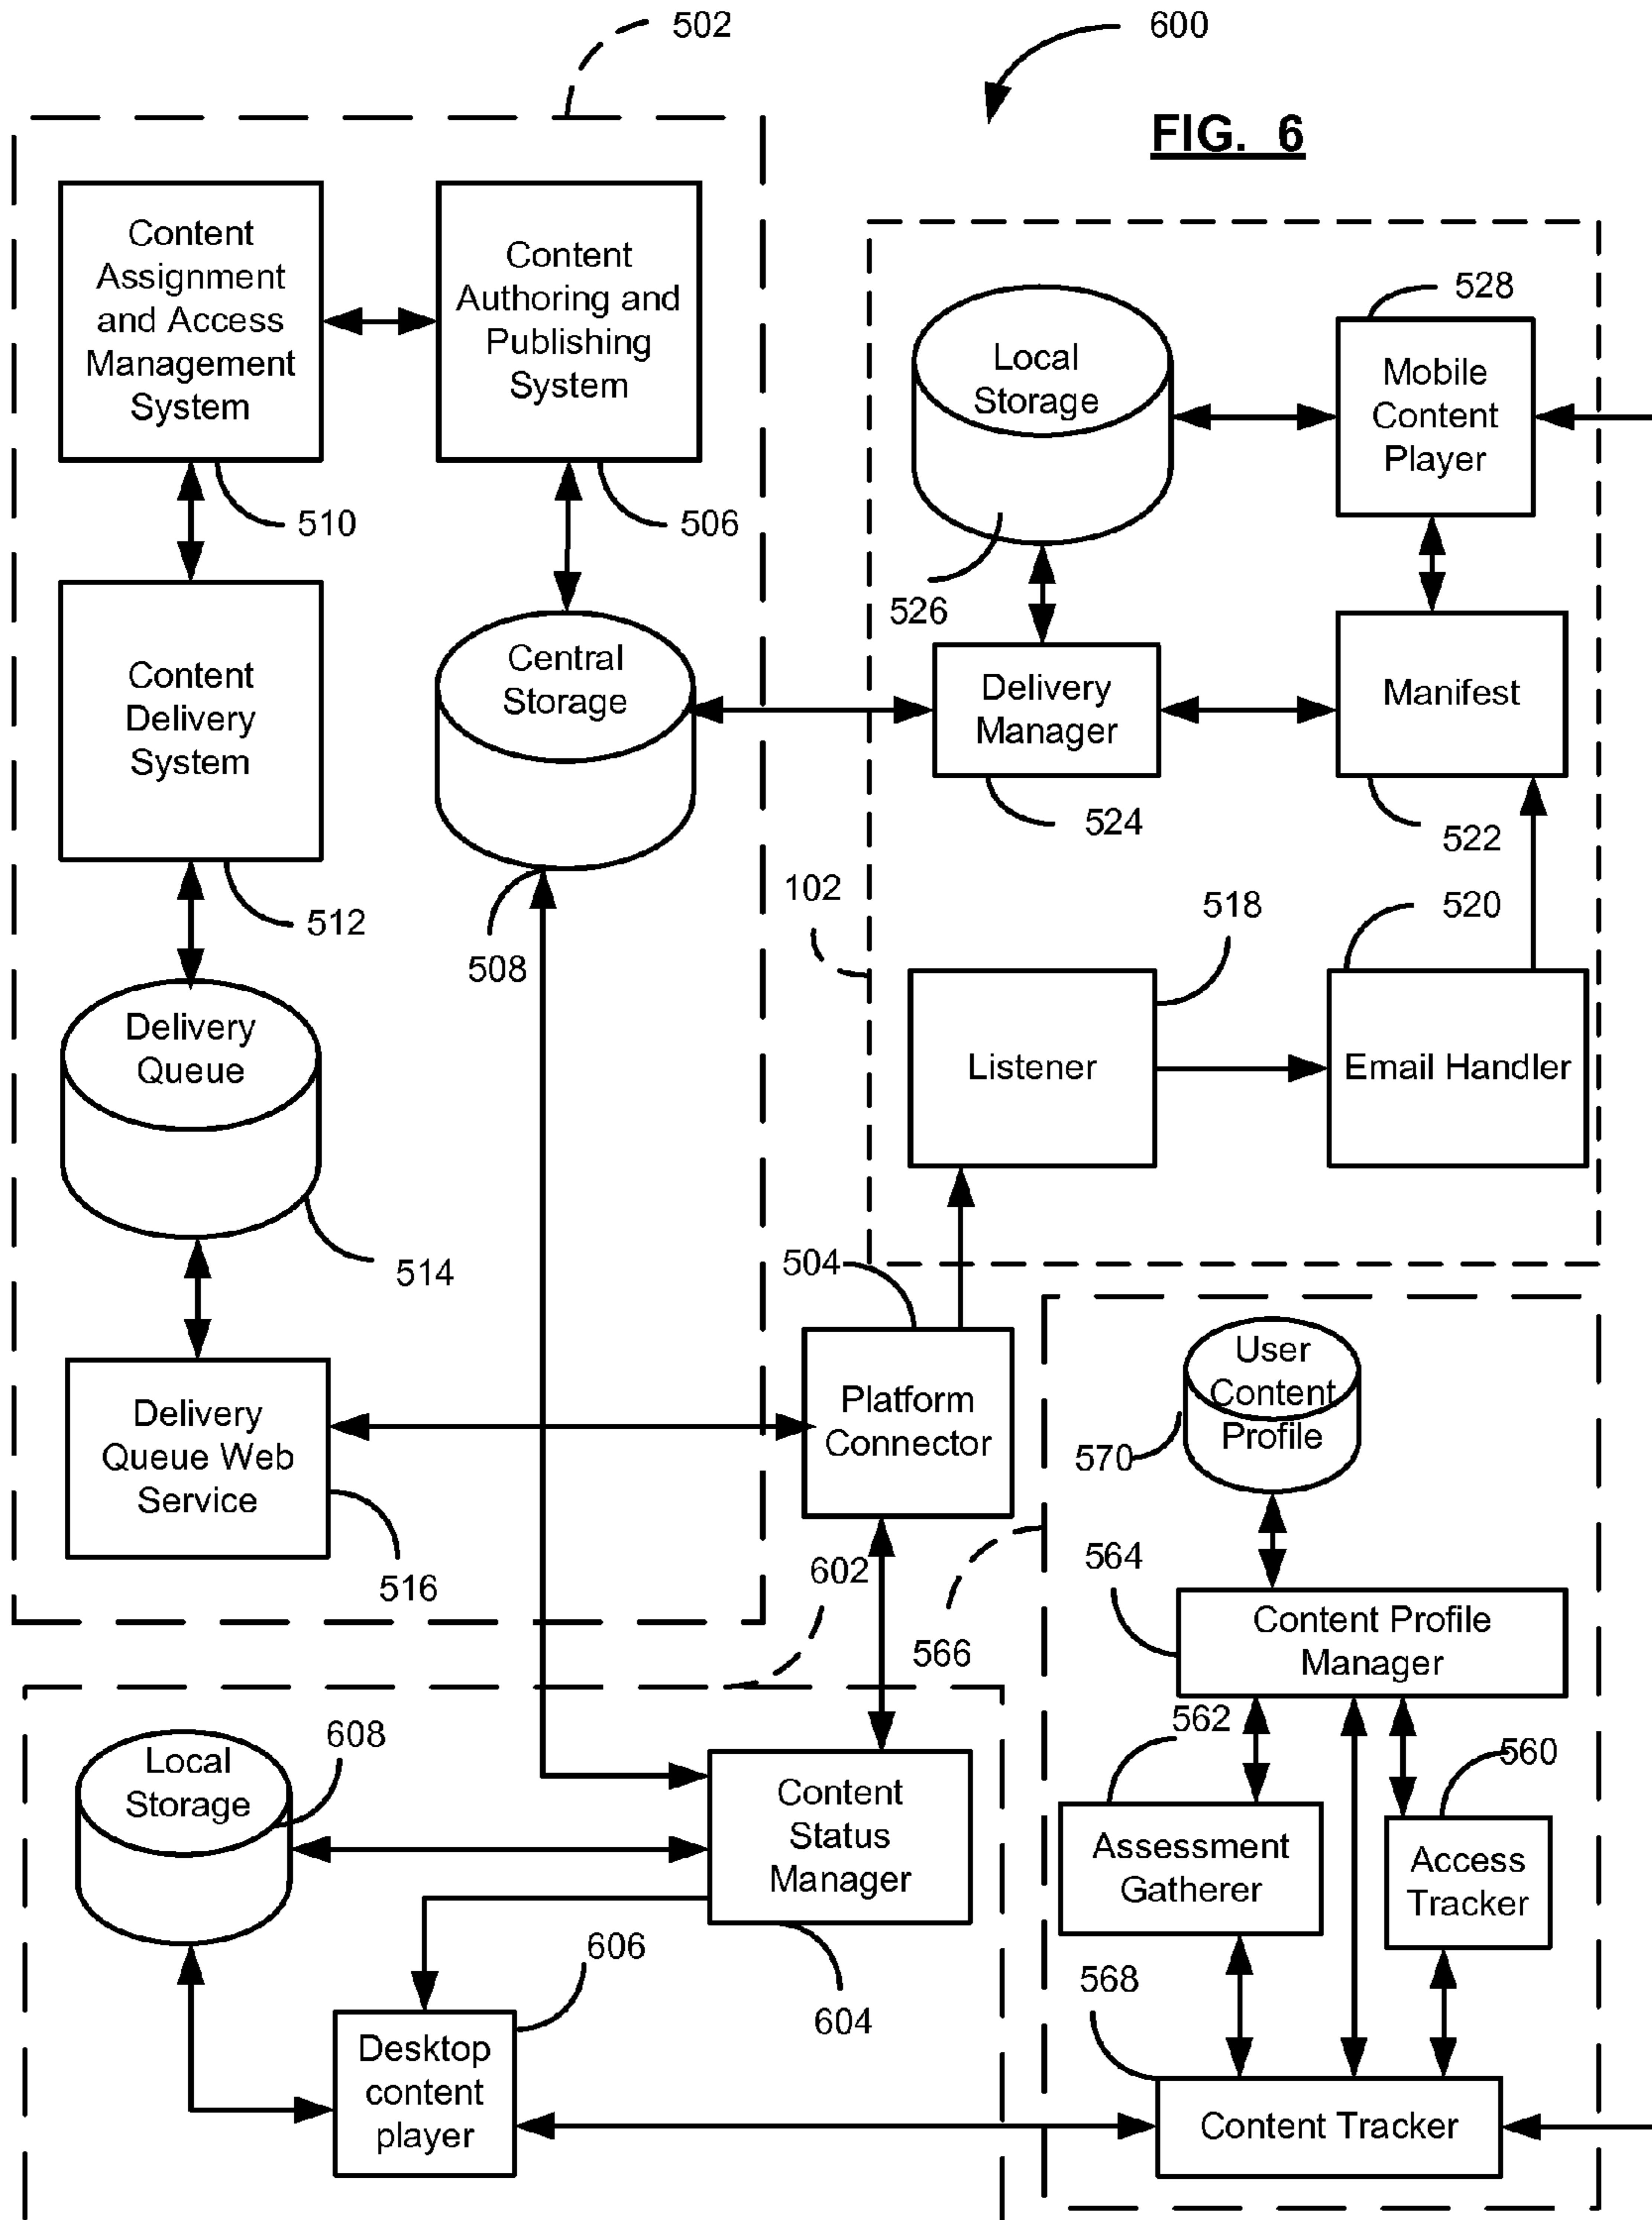 502
600
FIG. 6
Content
Assignment
and Access
Management
System
510
Content
Authoring and
Publishing
System
506
Local
Storage
526
528
Mobile
Content
Player
Content
Delivery
System
512
Central
Storage
508
Delivery
Manager
524
Manifest
522
102
518
520
Listener
Email Handler
Delivery
Queue
514
504
Platform
Connector
Delivery
Queue Web
Service
516
User
Content
Profile
570
564
602
566
Content Profile
Manager
562
560
Assessment
Gatherer
Access
Tracker
608
Local
Storage
Content
Status
Manager
604
606
Desktop
content
player
568
Content Tracker